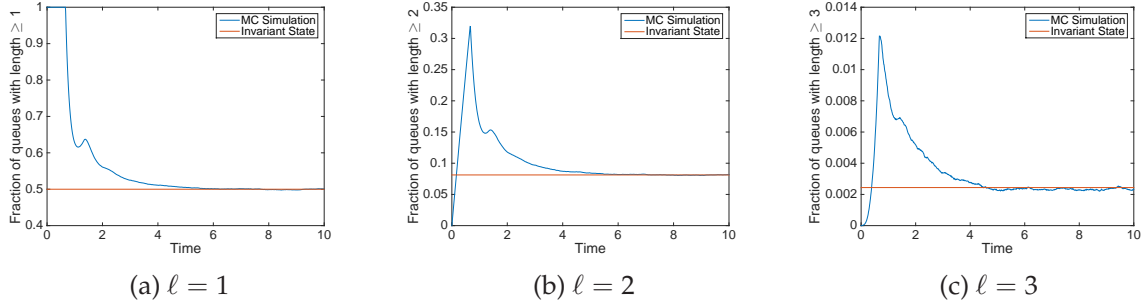 Fraction of queues with length ≥ 1
1
0.9
0.8
0.7
0.6
0.5
0.4
0 2 4 6 8 10
Time
MC Simulation
Invariant State
(a) ℓ = 1
Fraction of queues with length ≥ 2
0.35
0.3
0.25
0.2
0.15
0.1
0.05
0
0 2 4 6 8 10
Time
MC Simulation
Invariant State
(b) ℓ = 2
Fraction of queues with length ≥ 3
0.014
0.012
0.01
0.008
0.006
0.004
0.002
0
0 2 4 6 8 10
Time
MC Simulation
Invariant State
(c) ℓ = 3